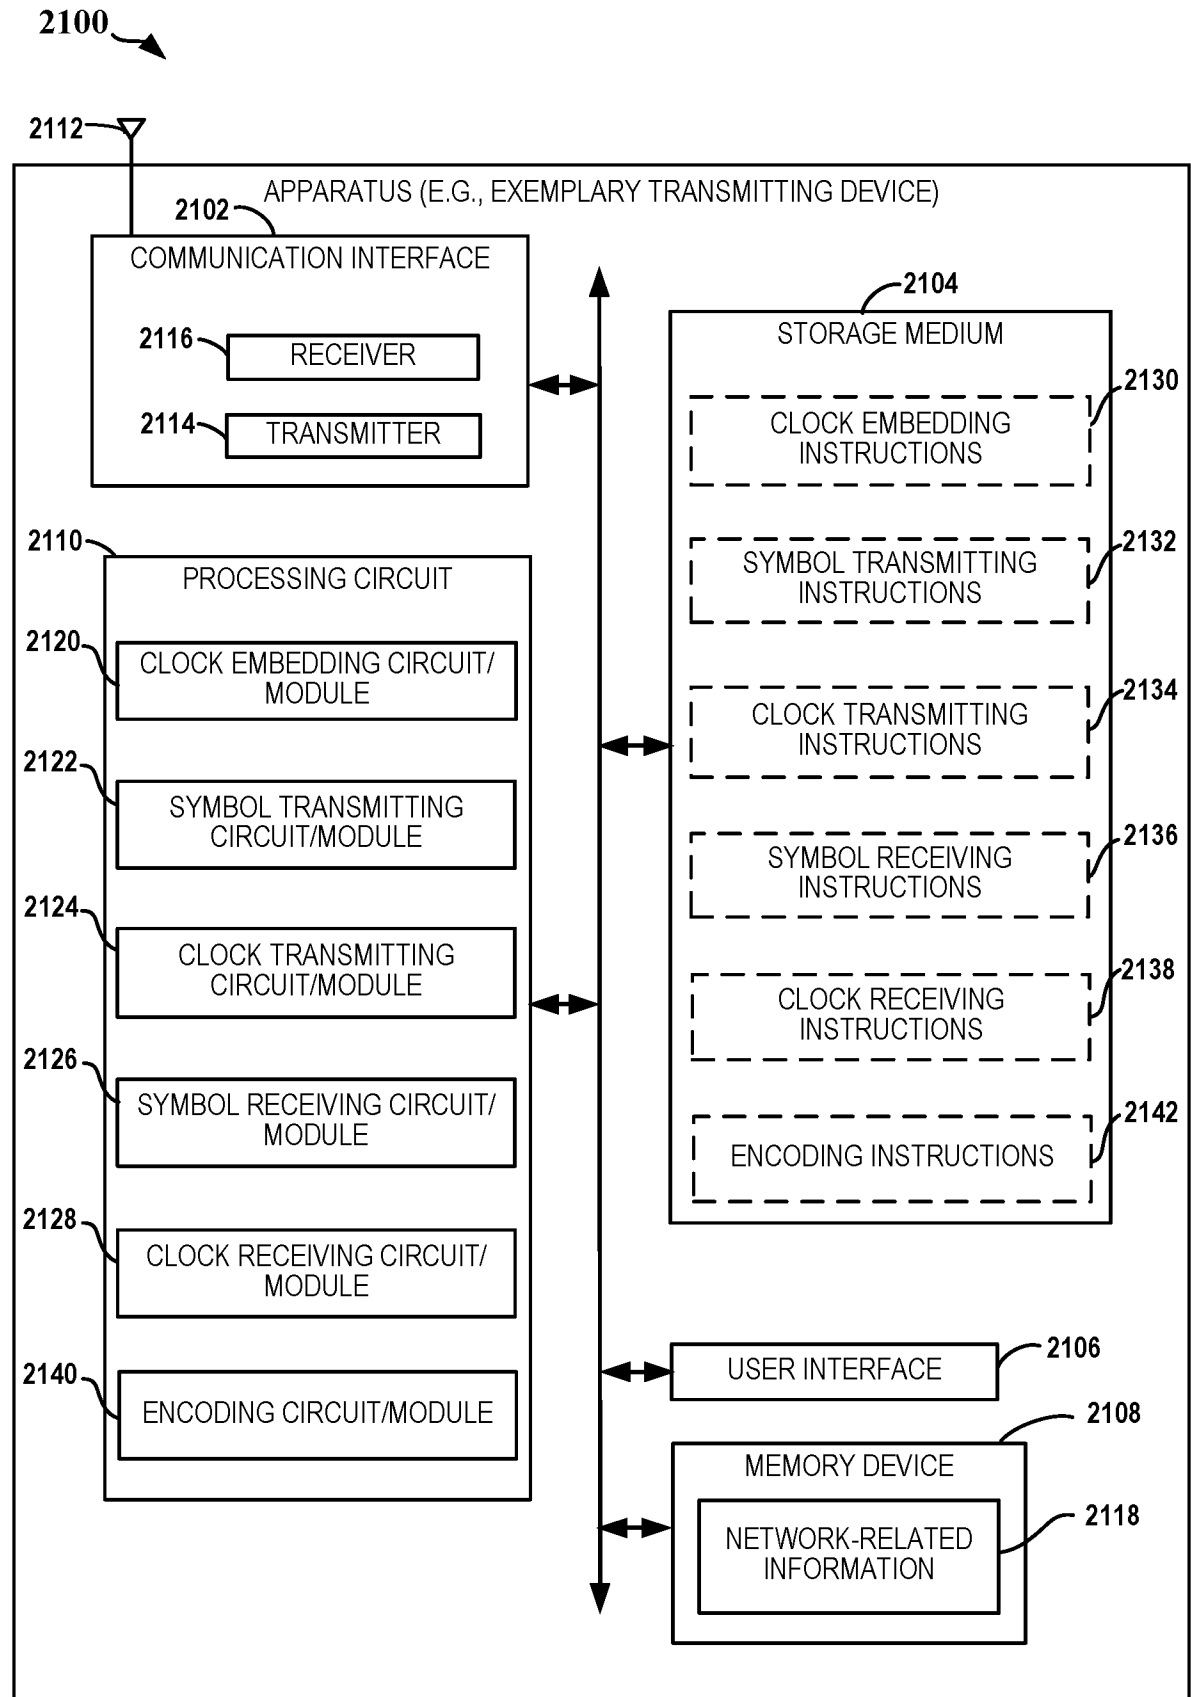 2100
2112
APPARATUS (E.G., EXEMPLARY TRANSMITTING DEVICE)
2102
COMMUNICATION INTERFACE
2116
RECEIVER
2114
TRANSMITTER
2110
PROCESSING CIRCUIT
2120
CLOCK EMBEDDING CIRCUIT/
MODULE
2122
SYMBOL TRANSMITTING
CIRCUIT/MODULE
2124
CLOCK TRANSMITTING
CIRCUIT/MODULE
2126
SYMBOL RECEIVING CIRCUIT/
MODULE
2128
CLOCK RECEIVING CIRCUIT/
MODULE
2140
ENCODING CIRCUIT/MODULE
2104
STORAGE MEDIUM
2130
CLOCK EMBEDDING
INSTRUCTIONS
2132
SYMBOL TRANSMITTING
INSTRUCTIONS
2134
CLOCK TRANSMITTING
INSTRUCTIONS
2136
SYMBOL RECEIVING
INSTRUCTIONS
2138
CLOCK RECEIVING
INSTRUCTIONS
2142
ENCODING INSTRUCTIONS
2106
USER INTERFACE
2108
MEMORY DEVICE
2118
NETWORK-RELATED
INFORMATION